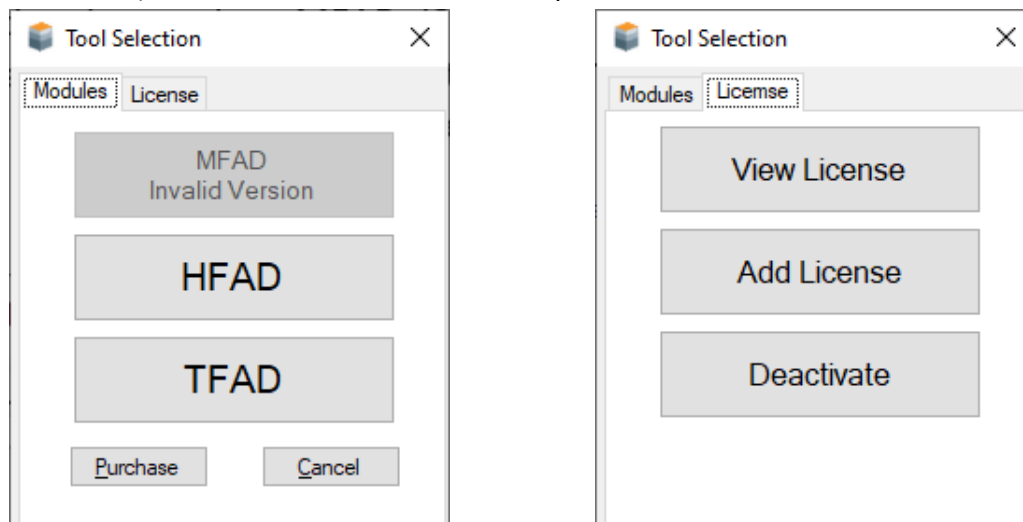 Tool Selection
Modules License
MFAD
Invalid Version
HFAD
TFAD
Purchase Cancel
Tool Selection
Modules Licemse
View License
Add License
Deactivate